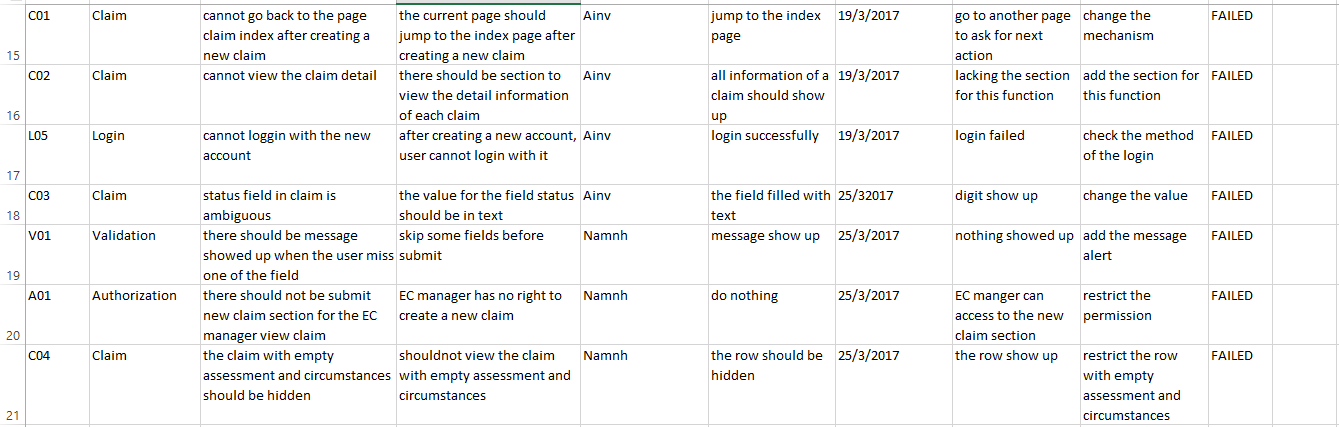 C01 Claim cannot go back to the page the current page should Ainv jump to the index 19/3/2017 go to another page change the FAILED
claim index after creating a jump to the index page after page to ask for next mechanism
15 new claim creating a new claim action
C02 Claim cannot view the claim detail there should be section to Ainv all information of a 19/3/2017 lacking the section add the section for FAILED
view the detail information claim should show for this function this function
16 of each claim up
L05 Login cannot loggin with the new after creating a new account, Ainv login successfully 19/3/2017 login failed check the method FAILED
account user cannot login with it of the login
17
C03 Claim status field in claim is the value for the field status Ainv the field filled with 25/32017 digit show up change the value FAILED
18 ambiguous should be in text text
V01 Validation there should be message skip some fields before Namnh message show up 25/3/2017 nothing showed up add the message FAILED
showed up when the user miss submit alert
19 one of the field
A01 Authorization there should not be submit EC manager has no right to Namnh do nothing 25/3/2017 EC manger can restrict the FAILED
new claim section for the EC create a new claim access to the new permission
20 manager view claim claim section
C04 Claim the claim with empty shouldnot view the claim Namnh the row should be 25/3/2017 the row show up restrict the row FAILED
assessment and circumstances with empty assessment and hidden with empty
should be hidden circumstances assessment and
21 circumstances